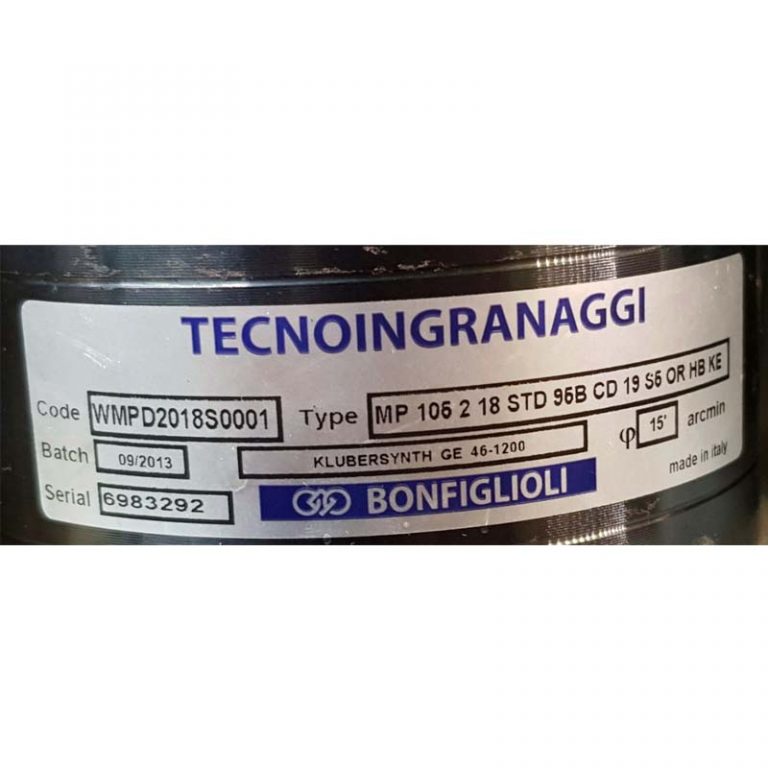 TECNOINGRANAGGI
Code WMPD2018S0001 Type MP 105 2 18 STD 95B CD 19 S5 OR HB KE
Batch 09/2013 KLUBERSYNTH GE 46-1200 φ 15' arcmin
Serial 6983292 BONFIGLIOLI made in italy